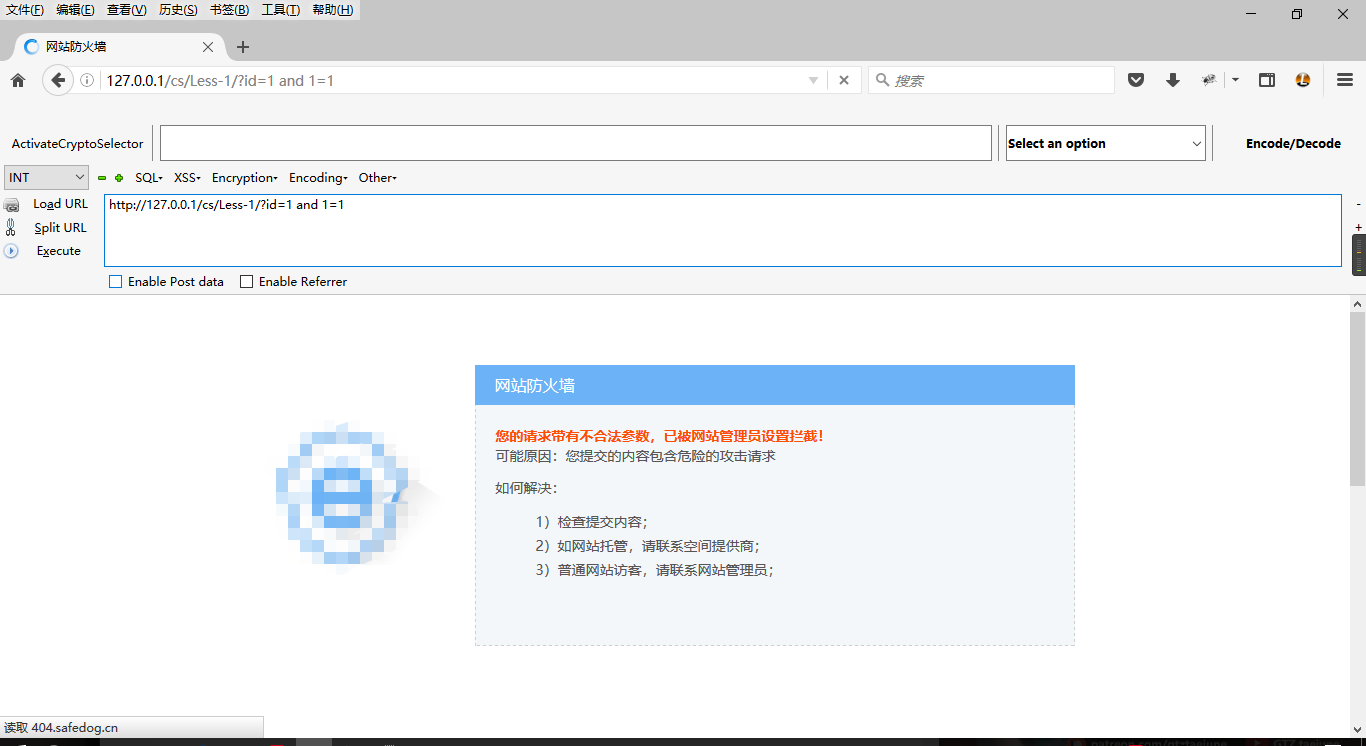 文件(F) 编辑(E) 查看(V) 历史(S) 书签(B) 工具(T) 帮助(H)
网站防火墙
127.0.0.1/cs/Less-1/?id=1 and 1=1
搜索
ActivateCryptoSelector
Select an option
Encode/Decode
INT
SQL
XSS
Encryption
Encoding
Other
Load URL
http://127.0.0.1/cs/Less-1/?id=1 and 1=1
Split URL
Execute
Enable Post data
Enable Referrer
网站防火墙
您的请求带有不合法参数，已被网站管理员设置拦截！
可能原因：您提交的内容包含危险的攻击请求
如何解决：
1）检查提交内容；
2）如网站托管，请联系空间提供商；
3）普通网站访客，请联系网站管理员；
读取 404.safedog.cn